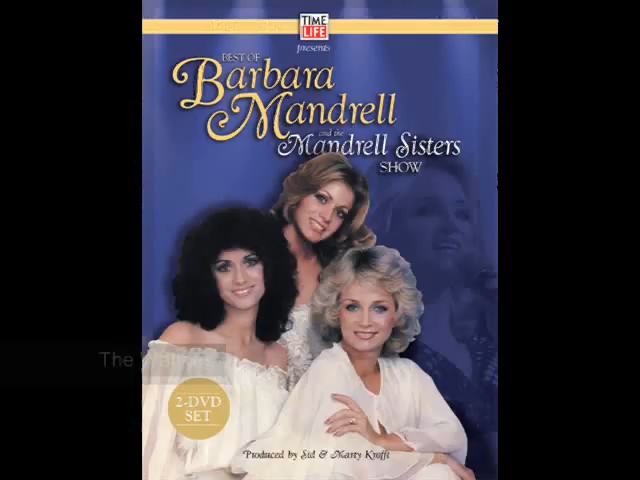 TIME
LIFE
presents
BEST OF
Barbara
Mandrell
and the
Mandrell Sisters
SHOW
The
2-DVD
SET
Produced by Sid & Marty Krofft